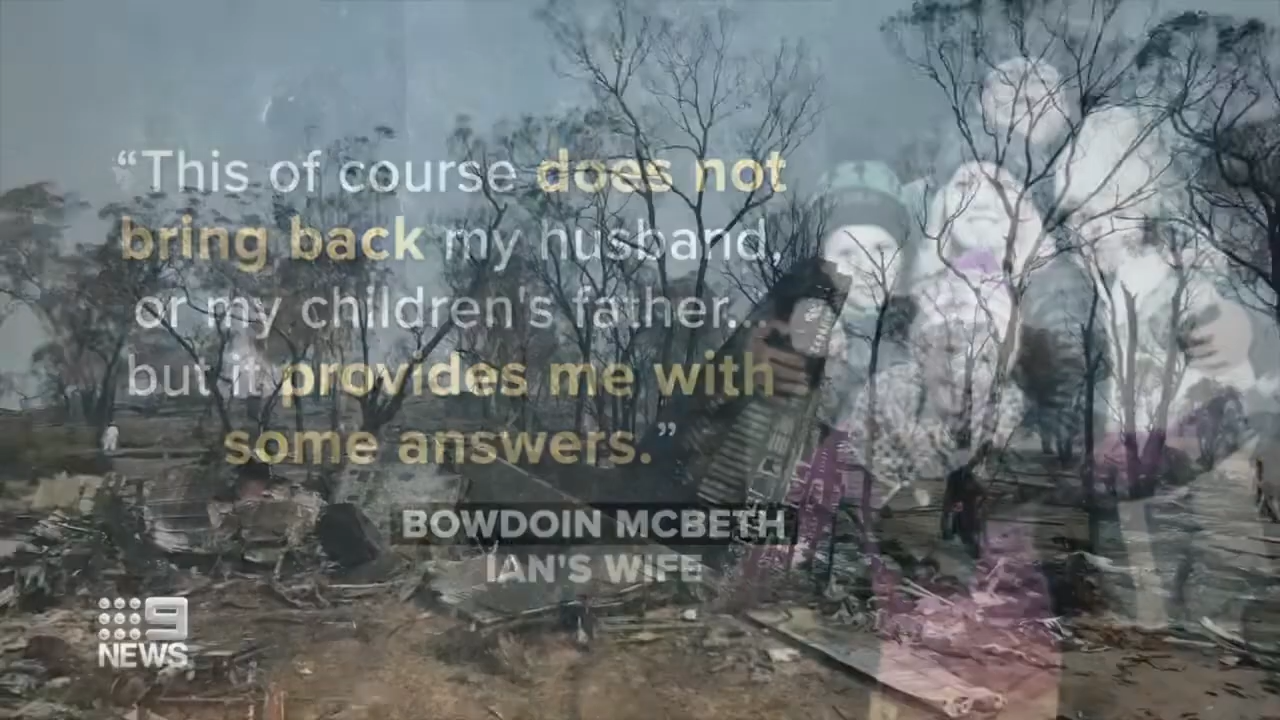 “This of course does not
bring back my husband,
or my children's father...
but it provides me with
some answers.”
BOWDOIN MCBETH
IAN'S WIFE
9
NEWS